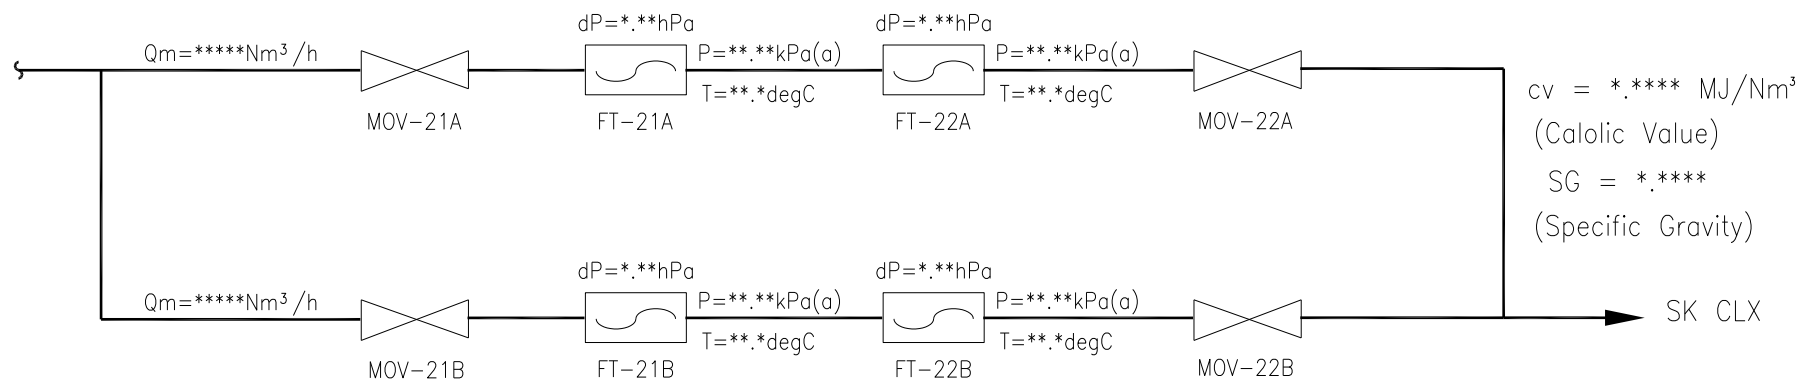 dP=*.**hPa
dP=*.**hPa
Qm=*****Nm³/h
P=**.**kPa(a)
P=**.**kPa(a)
T=**.*degC
T=**.*degC
MOV-21A
FT-21A
FT-22A
MOV-22A
cv = *.**** MJ/Nm³
(Calolic Value)
SG = *.****
(Specific Gravity)
dP=*.**hPa
dP=*.**hPa
Qm=*****Nm³/h
P=**.**kPa(a)
P=**.**kPa(a)
SK CLX
T=**.*degC
T=**.*degC
MOV-21B
FT-21B
FT-22B
MOV-22B